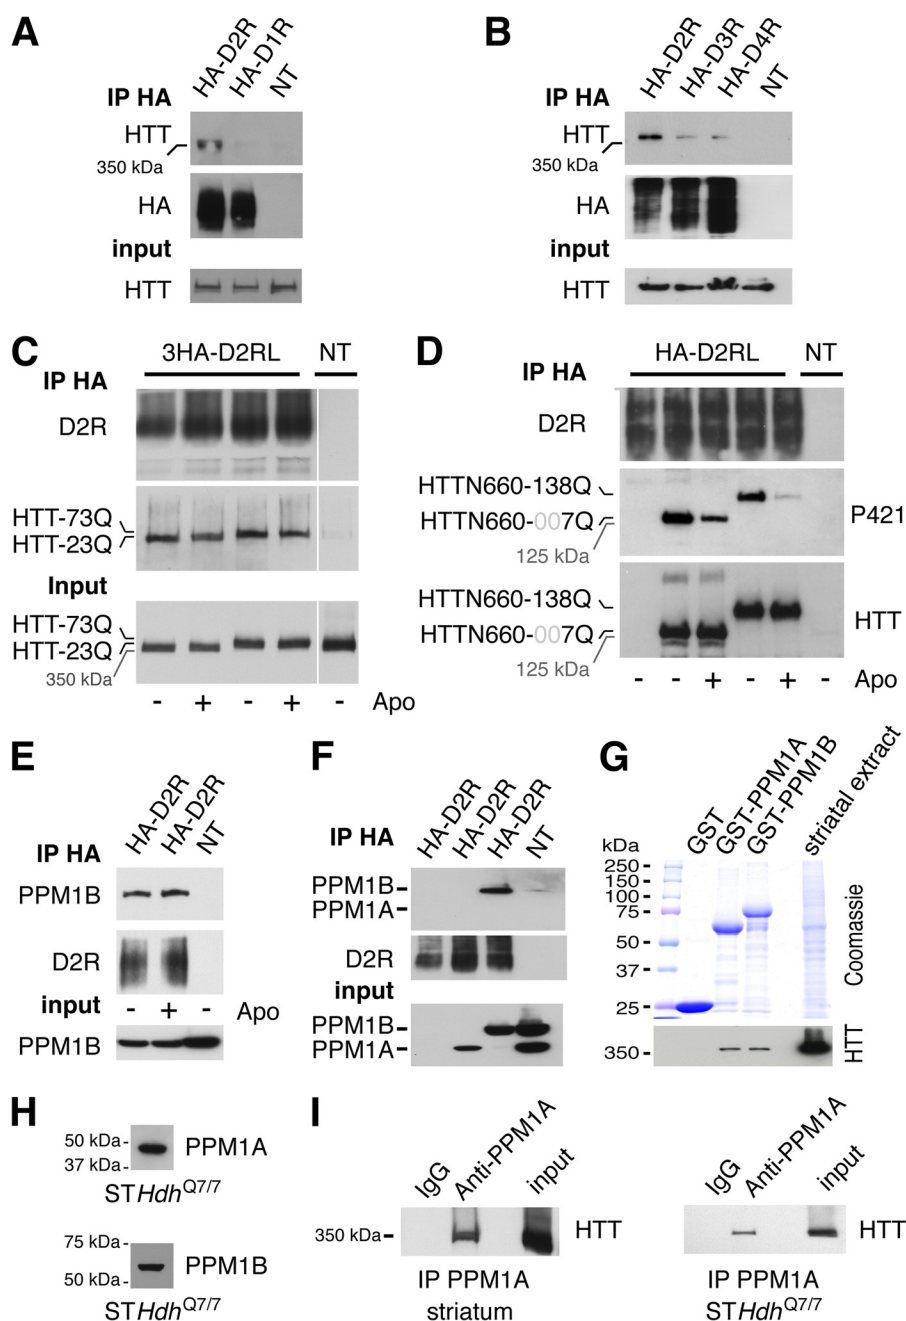 A
HA-D2R
HA-D1R
NT
IP HA
HTT
350 kDa
HA
input
HTT
B
HA-D2R
HA-D3R
HA-D4R
NT
IP HA
HTT
350 kDa
HA
input
HTT
C
3HA-D2RL NT
IP HA
D2R
HTT-73Q
HTT-23Q
Input
HTT-73Q
HTT-23Q
350 kDa
- + - + - Apo
D
HA-D2RL NT
IP HA
D2R
HTTN660-138Q
HTTN660-007Q
125 kDa
P421
HTTN660-138Q
HTTN660-007Q
125 kDa
HTT
- - + - + - Apo
E
HA-D2R
HA-D2R
NT
IP HA
PPM1B
D2R
input - + - Apo
PPM1B
F
HA-D2R
HA-D2R
HA-D2R
NT
IP HA
PPM1B-
PPM1A-
D2R
input
PPM1B-
PPM1A-
G
GST
GST-PPM1A
GST-PPM1B
striatal extract
kDa
250-
150-
100-
75-
50-
37-
25-
Coomassie
350-
HTT
H
50 kDa-
37 kDa-
PPM1A
STHdhQ7/7
75 kDa-
50 kDa-
PPM1B
STHdhQ7/7
I
IgG
Anti-PPM1A
input
350 kDa-
HTT
IP PPM1A
striatum
IgG
Anti-PPM1A
input
HTT
IP PPM1A
STHdhQ7/7